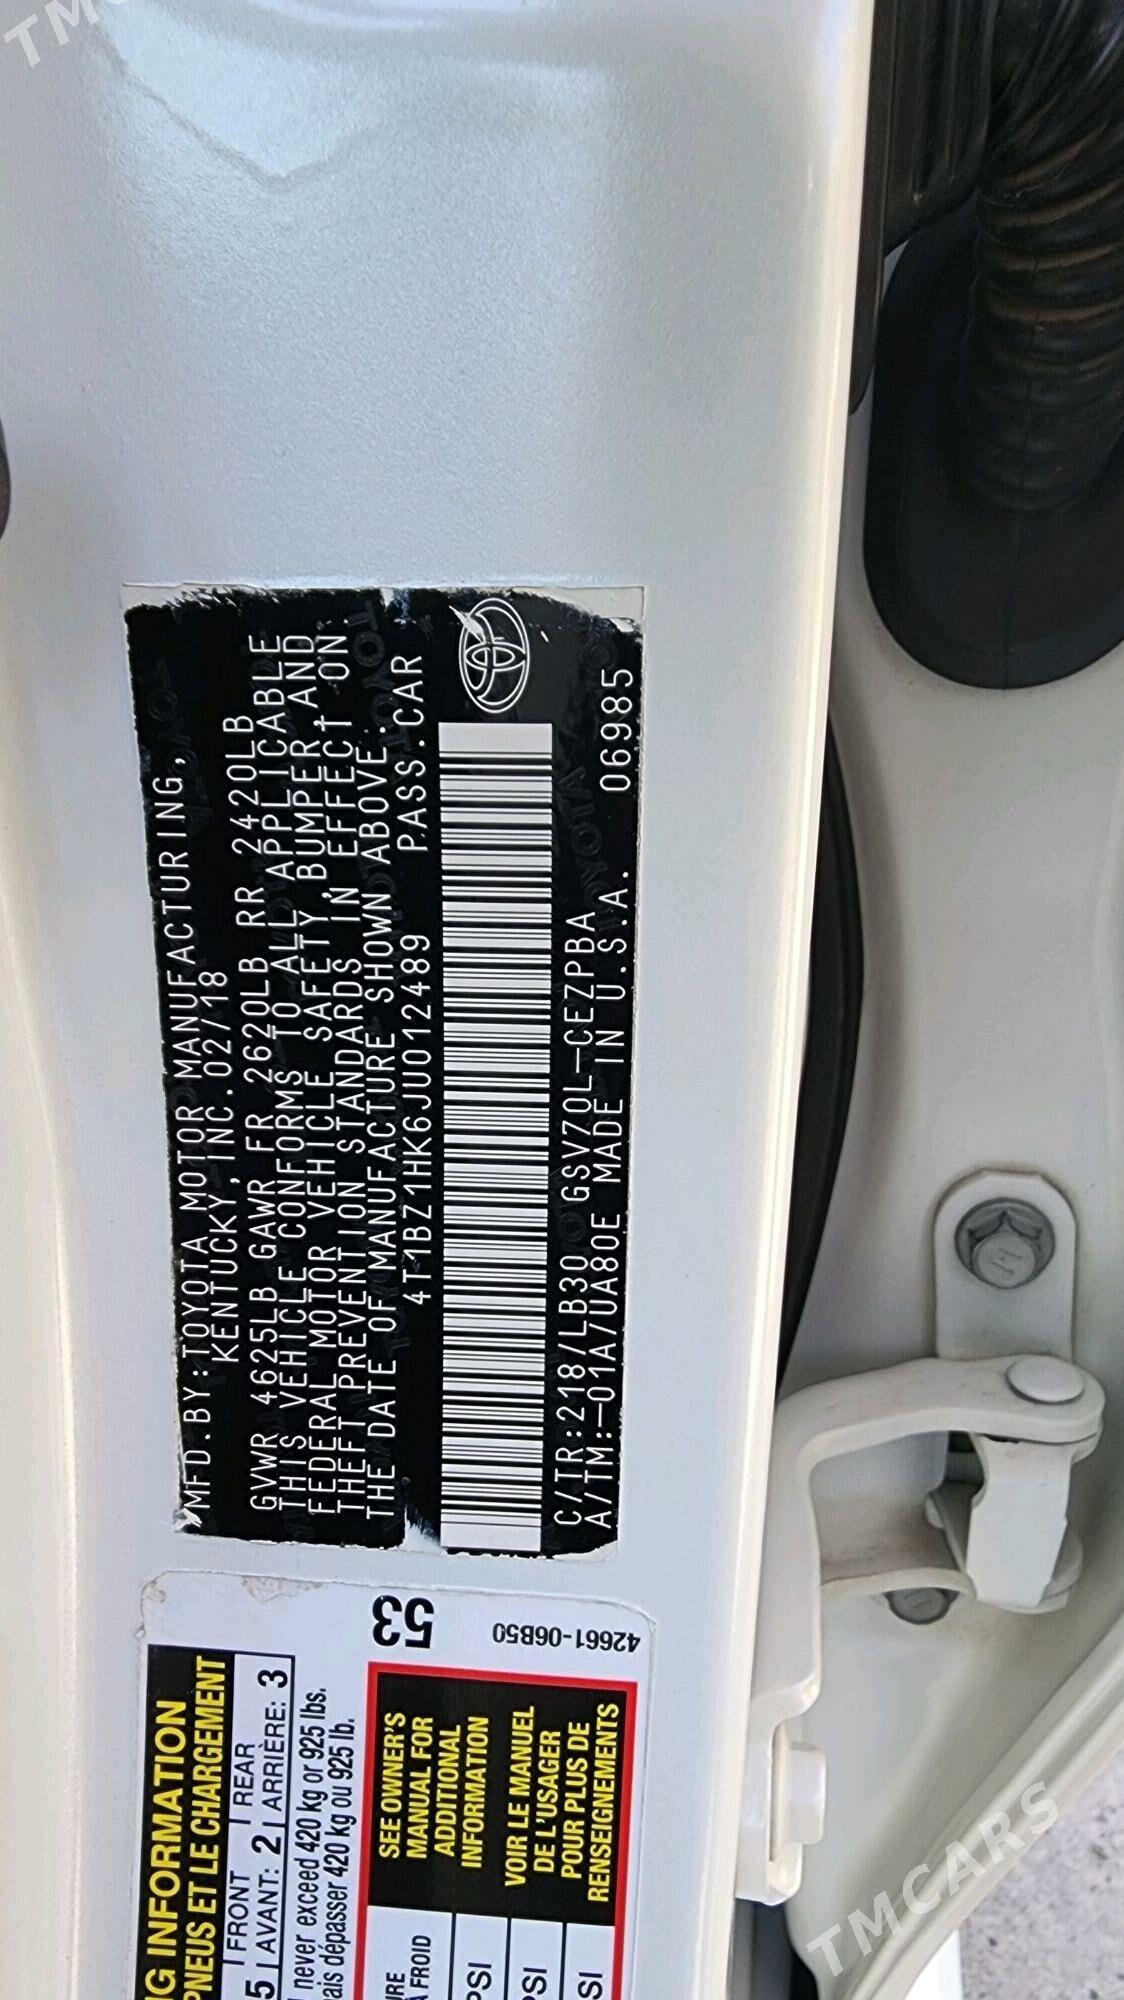 MFD.BY:TOYOTA MOTOR MANUFACTURING,
KENTUCKY,INC.02/18
GVWR 4625LB GAWR FR 2620LB RR 2420LB
THIS VEHICLE CONFORMS TO ALL APPLICABLE
FEDERAL MOTOR VEHICLE SAFETY,BUMPER,AND
THEFT PREVENTION STANDARDS IN EFFECT ON
THE DATE OF MANUFACTURE SHOWN ABOVE.
4T1BZ1HK6JU012489 PASS.CAR
C/TR:218/LB30 GSV70L-CEZPBA
A/TM:-01A/UA80E MADE IN U.S.A. 06985
53
42661-06B50
INFORMATION
PNEUS ET LE CHARGEMENT
5 FRONT REAR
AVANT: 2 ARRIÈRE: 3
never exceed 420 kg or 925 lbs.
dépasser 420 kg ou 925 lb.
SEE OWNER'S
MANUAL FOR
ADDITIONAL
INFORMATION
VOIR LE MANUEL
DE L'USAGER
POUR PLUS DE
RENSEIGNEMENTS
FROID
PSI
PSI
TMCARS